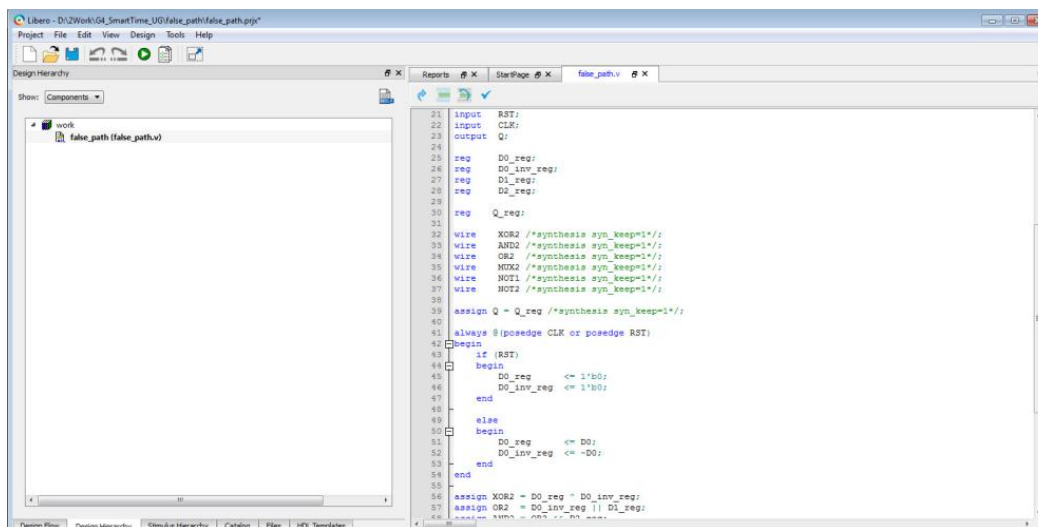 Libero - D:\2Work\G4_SmartTime_UG\false_path\false_path.prjx*
Project File Edit View Design Tools Help
Design Hierarchy
Show: Components
work
false_path (false_path.v)
Design Flow Design Hierarchy Stimulus Hierarchy Catalog Files HDL Templates
Reports StartPage false_path.v
21 input RST;
22 input CLK;
23 output Q;
24
25 reg D0_reg;
26 reg D0_inv_reg;
27 reg D1_reg;
28 reg D2_reg;
29
30 reg Q_reg;
31
32 wire XOR2 /*synthesis syn_keep=1*/;
33 wire AND2 /*synthesis syn_keep=1*/;
34 wire OR2 /*synthesis syn_keep=1*/;
35 wire MUX2 /*synthesis syn_keep=1*/;
36 wire NOT1 /*synthesis syn_keep=1*/;
37 wire NOT2 /*synthesis syn_keep=1*/;
38
39 assign Q = Q_reg /*synthesis syn_keep=1*/;
40
41 always @(posedge CLK or posedge RST)
42 begin
43 if (RST)
44 begin
45 D0_reg <= 1'b0;
46 D0_inv_reg <= 1'b0;
47 end
48
49 else
50 begin
51 D0_reg <= D0;
52 D0_inv_reg <= ~D0;
53 end
54 end
55
56 assign XOR2 = D0_reg ^ D0_inv_reg;
57 assign OR2 = D0_inv_reg || D1_reg;
58 assign AND2 = OR2 && D2_reg;